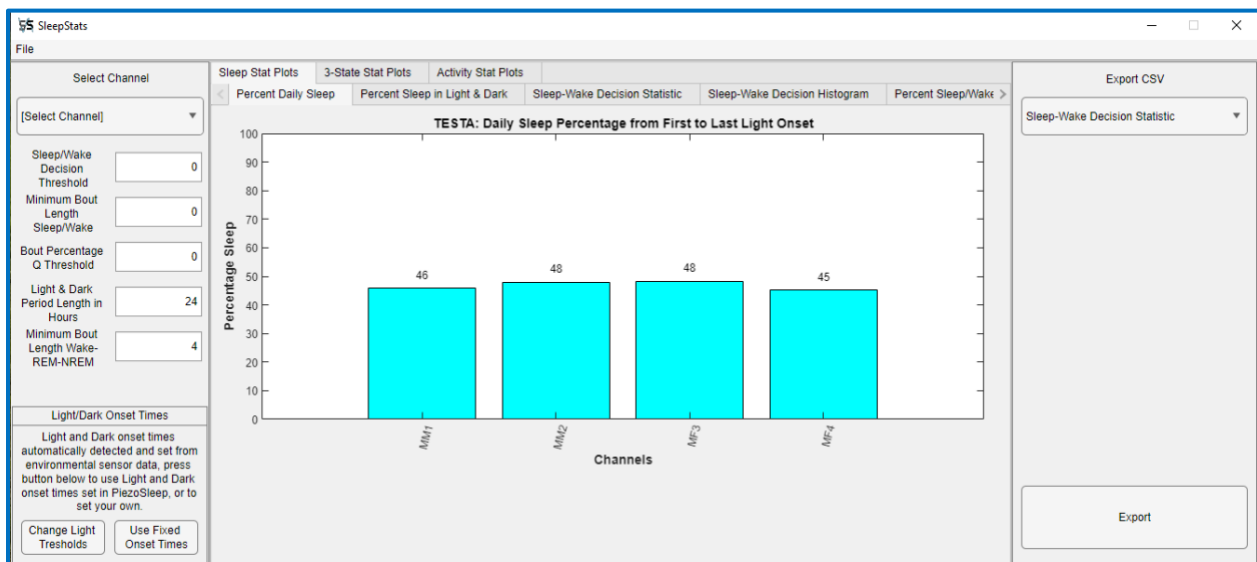 SleepStats
File
Select Channel
[Select Channel]
Sleep/Wake
Decision
Threshold
0
Minimum Bout
Length
Sleep/Wake
0
Bout Percentage
Q Threshold
0
Light & Dark
Period Length in
Hours
24
Minimum Bout
Length Wake-
REM-NREM
4
Light/Dark Onset Times
Light and Dark onset times
automatically detected and set from
environmental sensor data, press
button below to use Light and Dark
onset times set in PiezoSleep, or to
set your own.
Change Light
Tresholds
Use Fixed
Onset Times
Sleep Stat Plots
3-State Stat Plots
Activity Stat Plots
Percent Daily Sleep
Percent Sleep in Light & Dark
Sleep-Wake Decision Statistic
Sleep-Wake Decision Histogram
Percent Sleep/Wake
TESTA: Daily Sleep Percentage from First to Last Light Onset
Percentage Sleep
100
90
80
70
60
50
40
30
20
10
0
46
48
48
45
MM1
MM2
MF3
MF4
Channels
Export CSV
Sleep-Wake Decision Statistic
Export